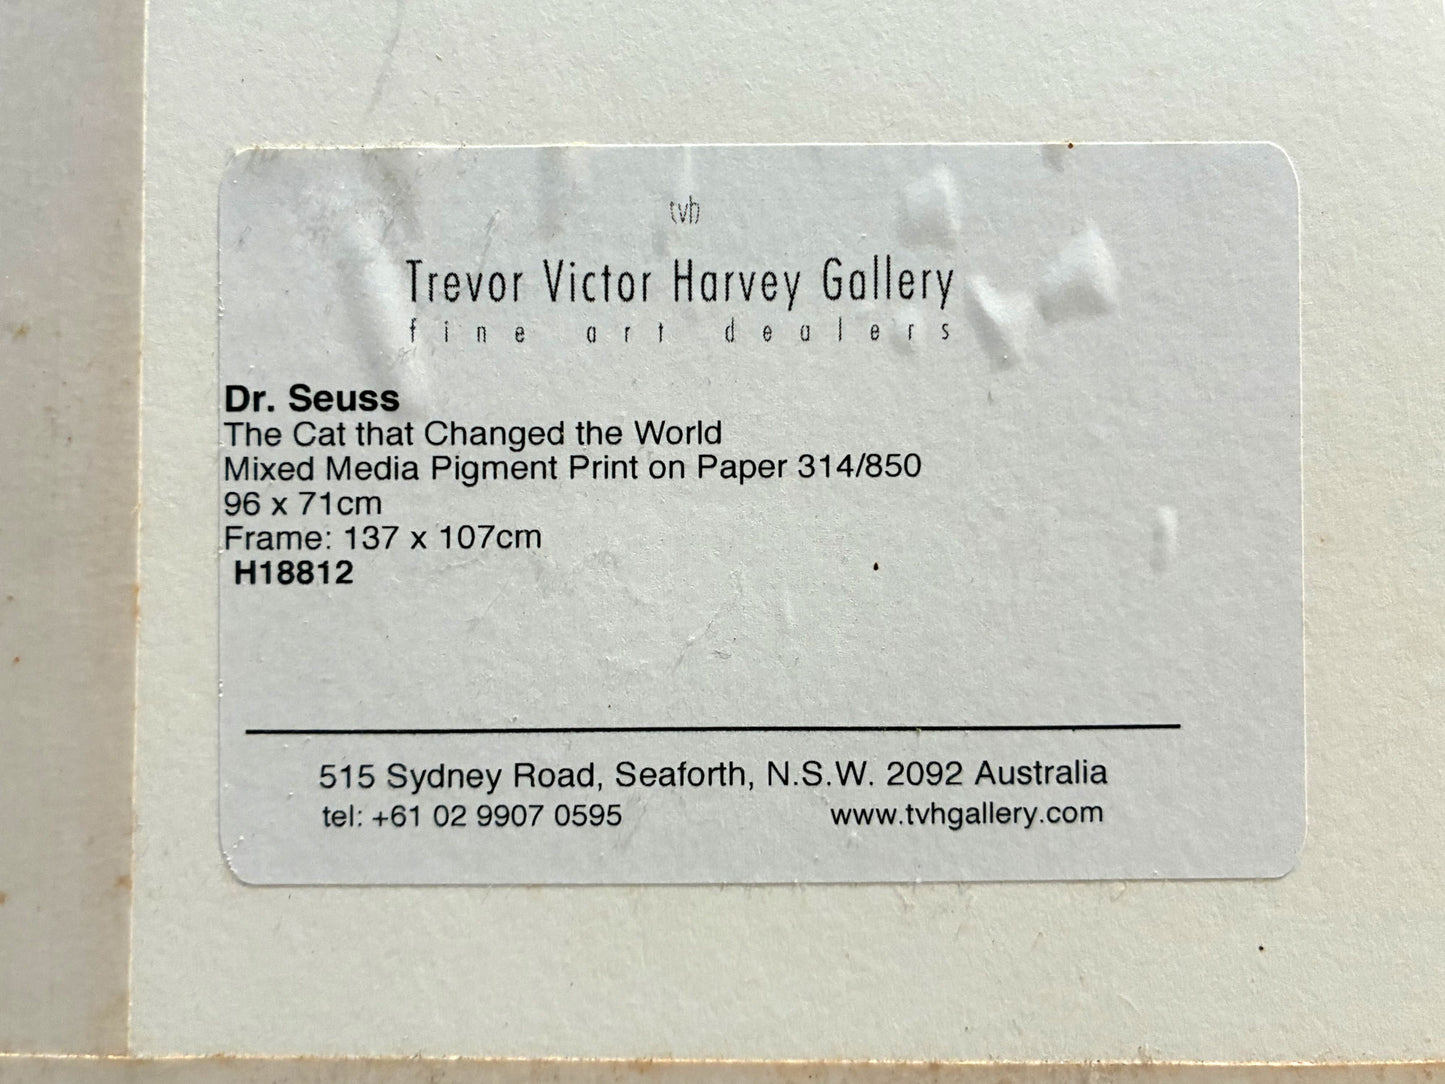 tvh
Trevor Victor Harvey Gallery
fine art dealers
Dr. Seuss
The Cat that Changed the World
Mixed Media Pigment Print on Paper 314/850
96 x 71cm
Frame: 137 x 107cm
H18812
515 Sydney Road, Seaforth, N.S.W. 2092 Australia
tel: +61 02 9907 0595 www.tvhgallery.com